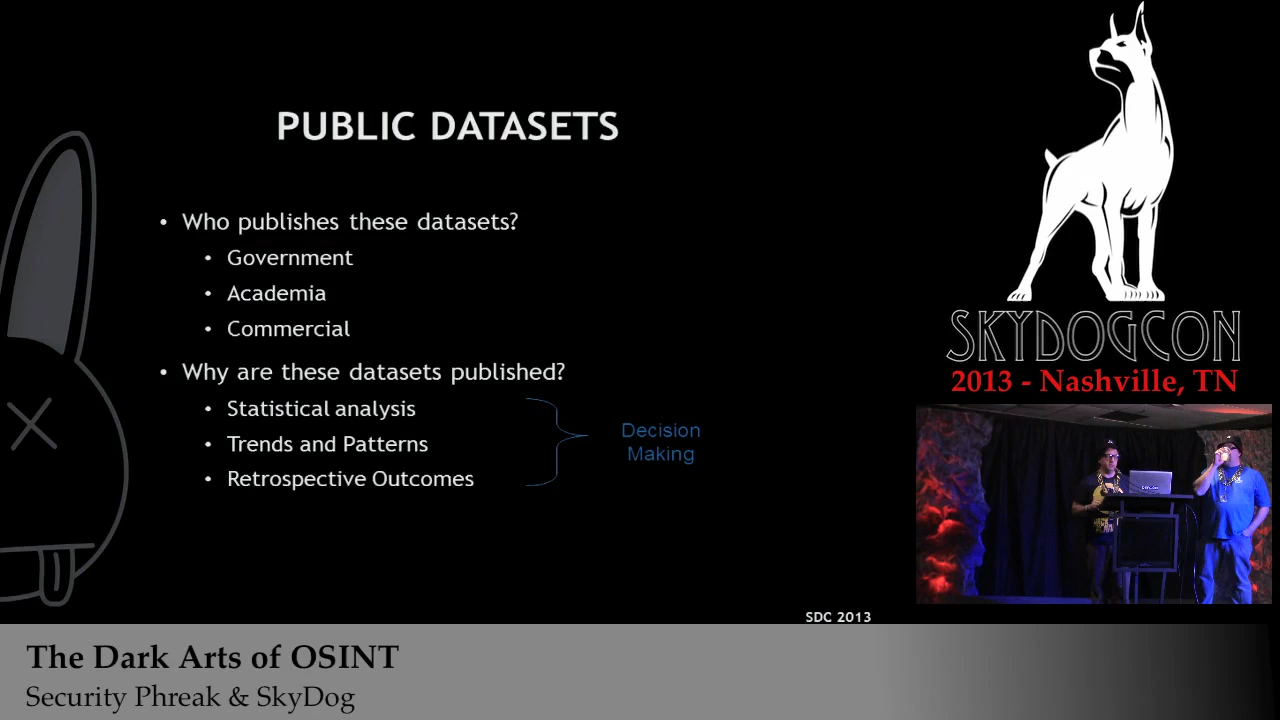 PUBLIC DATASETS
• Who publishes these datasets?
• Government
• Academia
• Commercial
• Why are these datasets published?
• Statistical analysis
• Trends and Patterns
• Retrospective Outcomes
Decision
Making
SDC 2013
SKYDOGCON
2013 - Nashville, TN
The Dark Arts of OSINT
Security Phreak & SkyDog